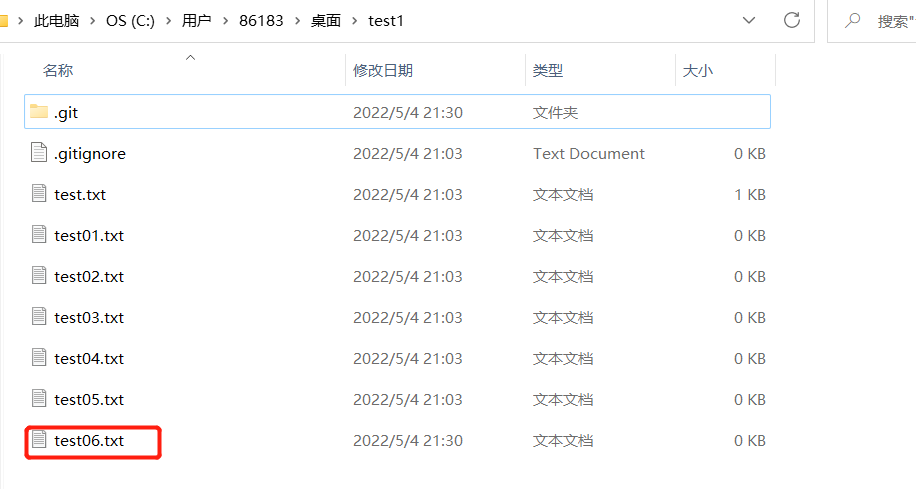 此电脑 > OS (C:) > 用户 > 86183 > 桌面 > test1 搜索"
名称 修改日期 类型 大小
.git 2022/5/4 21:30 文件夹
.gitignore 2022/5/4 21:03 Text Document 0 KB
test.txt 2022/5/4 21:03 文本文档 1 KB
test01.txt 2022/5/4 21:03 文本文档 0 KB
test02.txt 2022/5/4 21:03 文本文档 0 KB
test03.txt 2022/5/4 21:03 文本文档 0 KB
test04.txt 2022/5/4 21:03 文本文档 0 KB
test05.txt 2022/5/4 21:03 文本文档 0 KB
test06.txt 2022/5/4 21:30 文本文档 0 KB